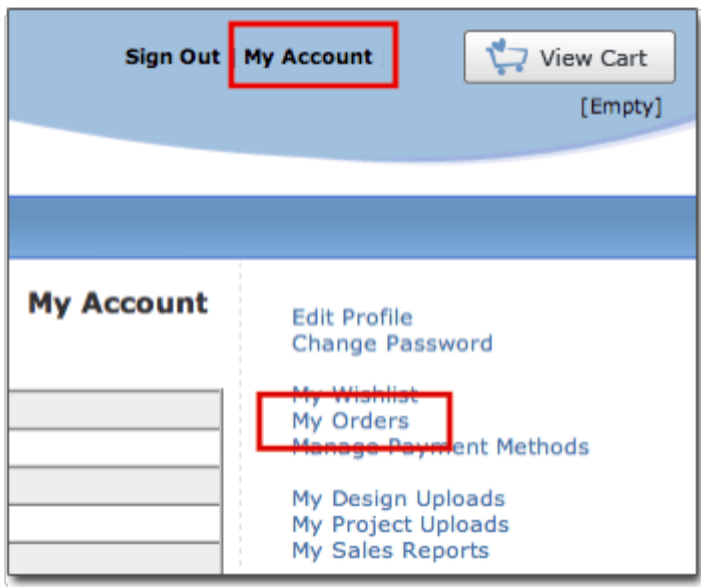 Sign Out | My Account
View Cart
[Empty]
My Account
Edit Profile
Change Password
My Wishlist
My Orders
Manage Payment Methods
My Design Uploads
My Project Uploads
My Sales Reports